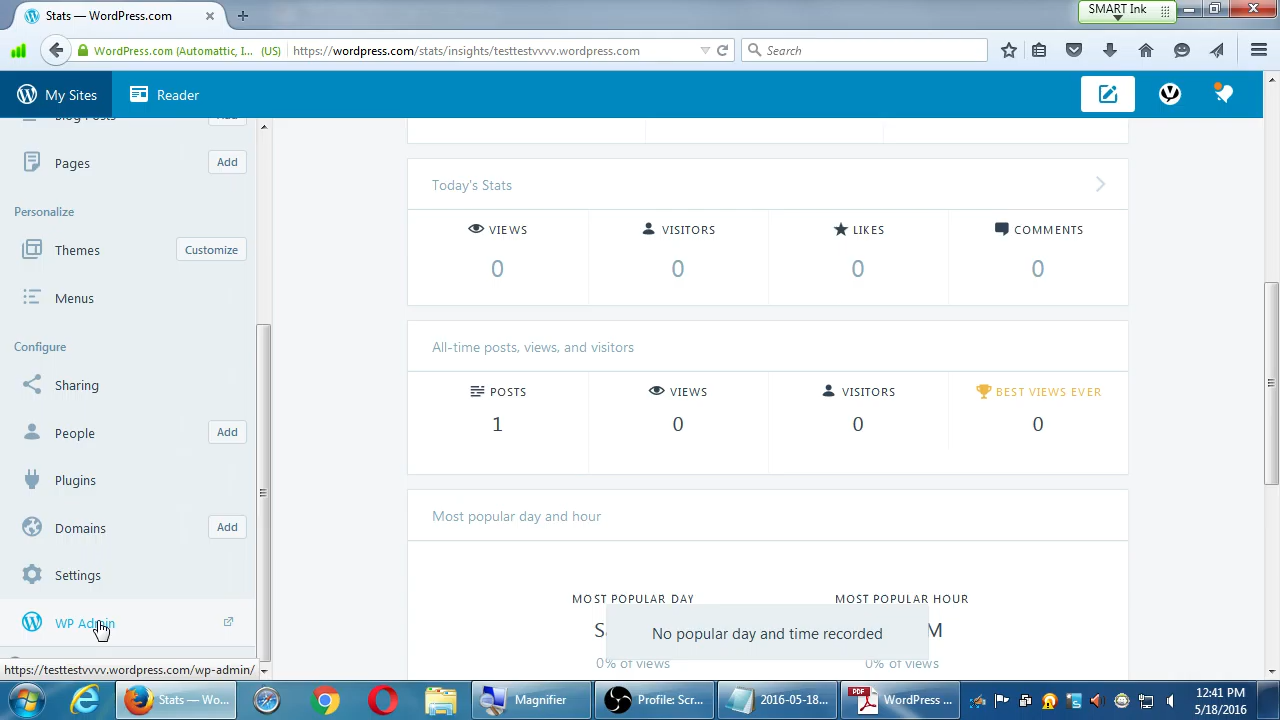 Stats — WordPress.com
SMART Ink
WordPress.com (Automattic, I... (US)
https://wordpress.com/stats/insights/testtestvvvv.wordpress.com
Search
My Sites
Reader
Blog Posts
Add
Pages
Add
Personalize
Themes
Customize
Menus
Configure
Sharing
People
Add
Plugins
Domains
Add
Settings
WP Admin
https://testtestvvvv.wordpress.com/wp-admin/
Today's Stats
VIEWS VISITORS LIKES COMMENTS
0 0 0 0
All-time posts, views, and visitors
POSTS VIEWS VISITORS BEST VIEWS EVER
1 0 0 0
Most popular day and hour
MOST POPULAR DAY MOST POPULAR HOUR
No popular day and time recorded
0% of views 0% of views
Stats — Wo...
Magnifier
Profile: Scr...
2016-05-18...
WordPress ...
12:41 PM
5/18/2016